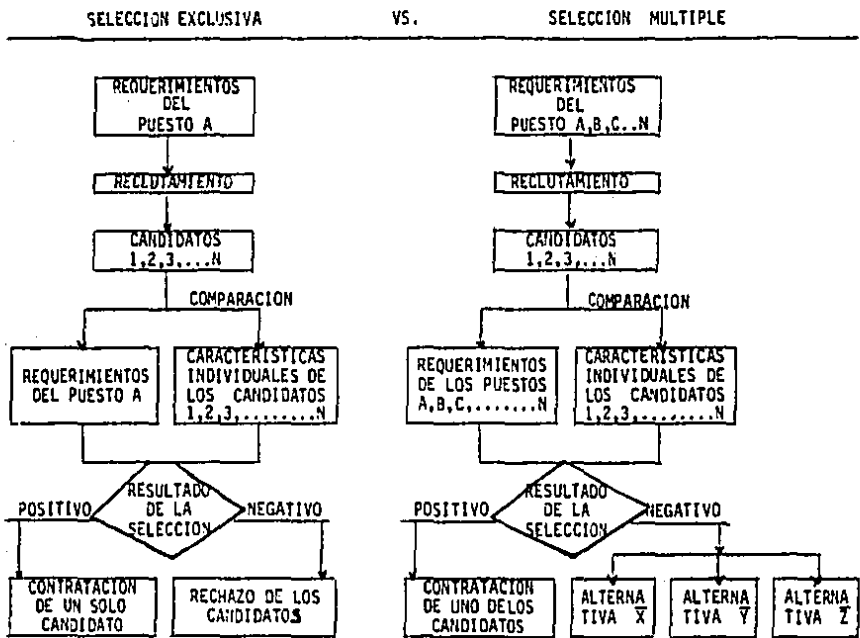 SELECCION EXCLUSIVA VS. SELECCION MULTIPLE
REQUERIMIENTOS
DEL
PUESTO A
RECLUTAMIENTO
CANDIDATOS
1,2,3,...N
COMPARACION
REQUERIMIENTOS
DEL PUESTO A
CARACTERISTICAS
INDIVIDUALES DE
LOS CANDIDATOS
1,2,3,........N
RESULTADO
DE LA
SELECCION
POSITIVO
NEGATIVO
CONTRATACION
DE UN SOLO
CANDIDATO
RECHAZO DE LOS
CANDIDATOS
REQUERIMIENTOS
DEL
PUESTO A,B,C..N
RECLUTAMIENTO
CANDIDATOS
1,2,3,...N
COMPARACION
REQUERIMIENTOS
DE LOS PUESTOS
A,B,C,.......N
CARACTERISTICAS
INDIVIDUALES DE
LOS CANDIDATOS
1,2,3,........N
RESULTADO
DE LA
SELECCION
POSITIVO
NEGATIVO
CONTRATACION
DE UNO DELOS
CANDIDATOS
ALTERNA
TIVA X̅
ALTERNA
TIVA Y̅
ALTERNA
TIVA Z̅